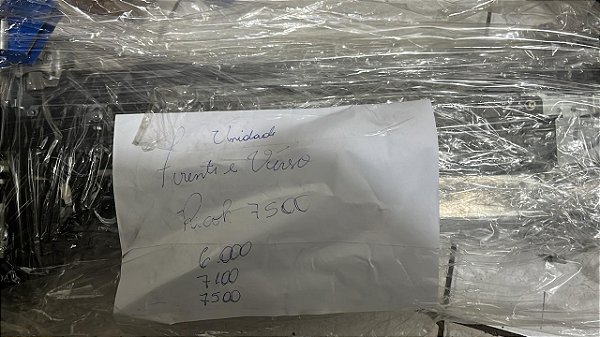 Unidade
Frente e Verso
Ricoh 7500
6.000
7100
7500